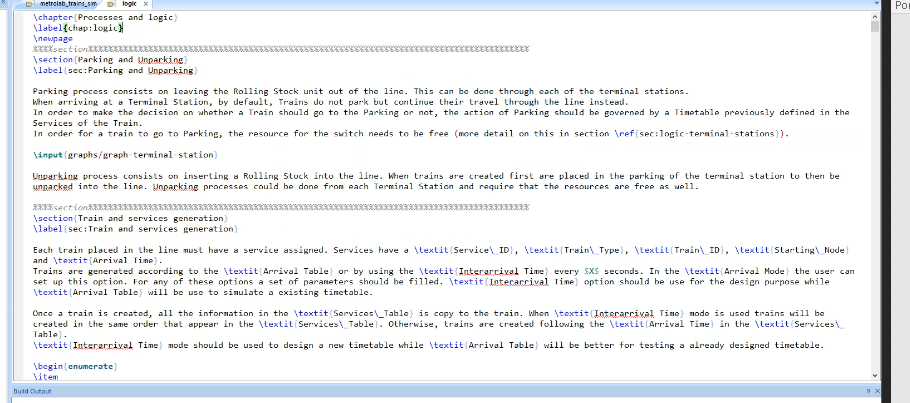 metrolab_trains_sim logic x
Por
\chapter{Processes and logic}
\label{chap:logic}
\newpage
%%%%section%%%%%%%%%%%%%%%%%%%%%%%%%%%%%%%%%%%%%%%%%%%%%%%%%%%%%%%%%%%%%%%%%%%%%%%%%%%%%%%%%%%%%%
\section{Parking and Unparking}
\label{sec:Parking and Unparking}
Parking process consists on leaving the Rolling Stock unit out of the line. This can be done through each of the terminal stations.
When arriving at a Terminal Station, by default, Trains do not park but continue their travel through the line instead.
In order to make the decision on whether a Train should go to the Parking or not, the action of Parking should be governed by a Timetable previously defined in the
Services of the Train.
In order for a train to go to Parking, the resource for the switch needs to be free (more detail on this in section \ref{sec:logic-terminal-stations}).
\input{graphs/graph-terminal-station}
Unparking process consists on inserting a Rolling Stock into the line. When trains are created first are placed in the parking of the terminal station to then be
unparked into the line. Unparking processes could be done from each Terminal Station and require that the resources are free as well.
%%%%section%%%%%%%%%%%%%%%%%%%%%%%%%%%%%%%%%%%%%%%%%%%%%%%%%%%%%%%%%%%%%%%%%%%%%%%%%%%%%%%%%%%%%%
\section{Train and services generation}
\label{sec:Train and services generation}
Each train placed in the line must have a service assigned. Services have a \textit{Service\_ID}, \textit{Train\_Type}, \textit{Train\_ID}, \textit{Starting\_Node}
and \textit{Arrival Time}.
Trains are generated according to the \textit{Arrival Table} or by using the \textit{Interarrival Time} every $X$ seconds. In the \textit{Arrival Mode} the user can
set up this option. For any of these options a set of parameters should be filled. \textit{Interarrival Time} option should be use for the design purpose while
\textit{Arrival Table} will be use to simulate a existing timetable.
Once a train is created, all the information in the \textit{Services\_Table} is copy to the train. When \textit{Interarrival Time} mode is used trains will be
created in the same order that appear in the \textit{Services\_Table}. Otherwise, trains are created following the \textit{Arrival Time} in the \textit{Services\_
Table}.
\textit{Interarrival Time} mode should be used to design a new timetable while \textit{Arrival Table} will be better for testing a already designed timetable.
\begin{enumerate}
\item
Build Output